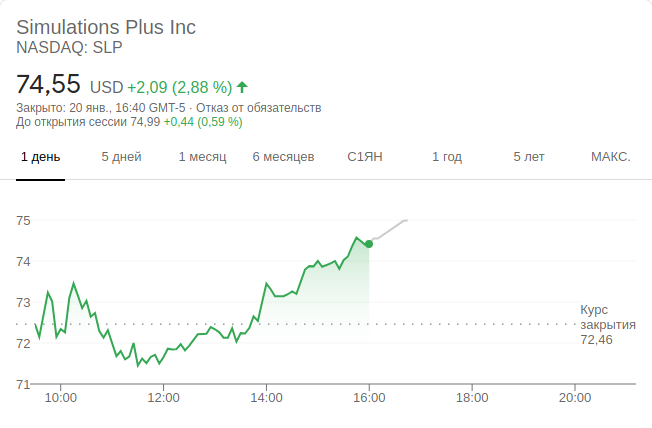 Simulations Plus Inc
NASDAQ: SLP
74,55 USD +2,09 (2,88 %)
Закрыто: 20 янв., 16:40 GMT-5 · Отказ от обязательств
До открытия сессии 74,99 +0,44 (0,59 %)
1 день 5 дней 1 месяц 6 месяцев С1ЯН 1 год 5 лет МАКС.
75
74
73
72
71
Курс
закрытия
72,46
10:00 12:00 14:00 16:00 18:00 20:00